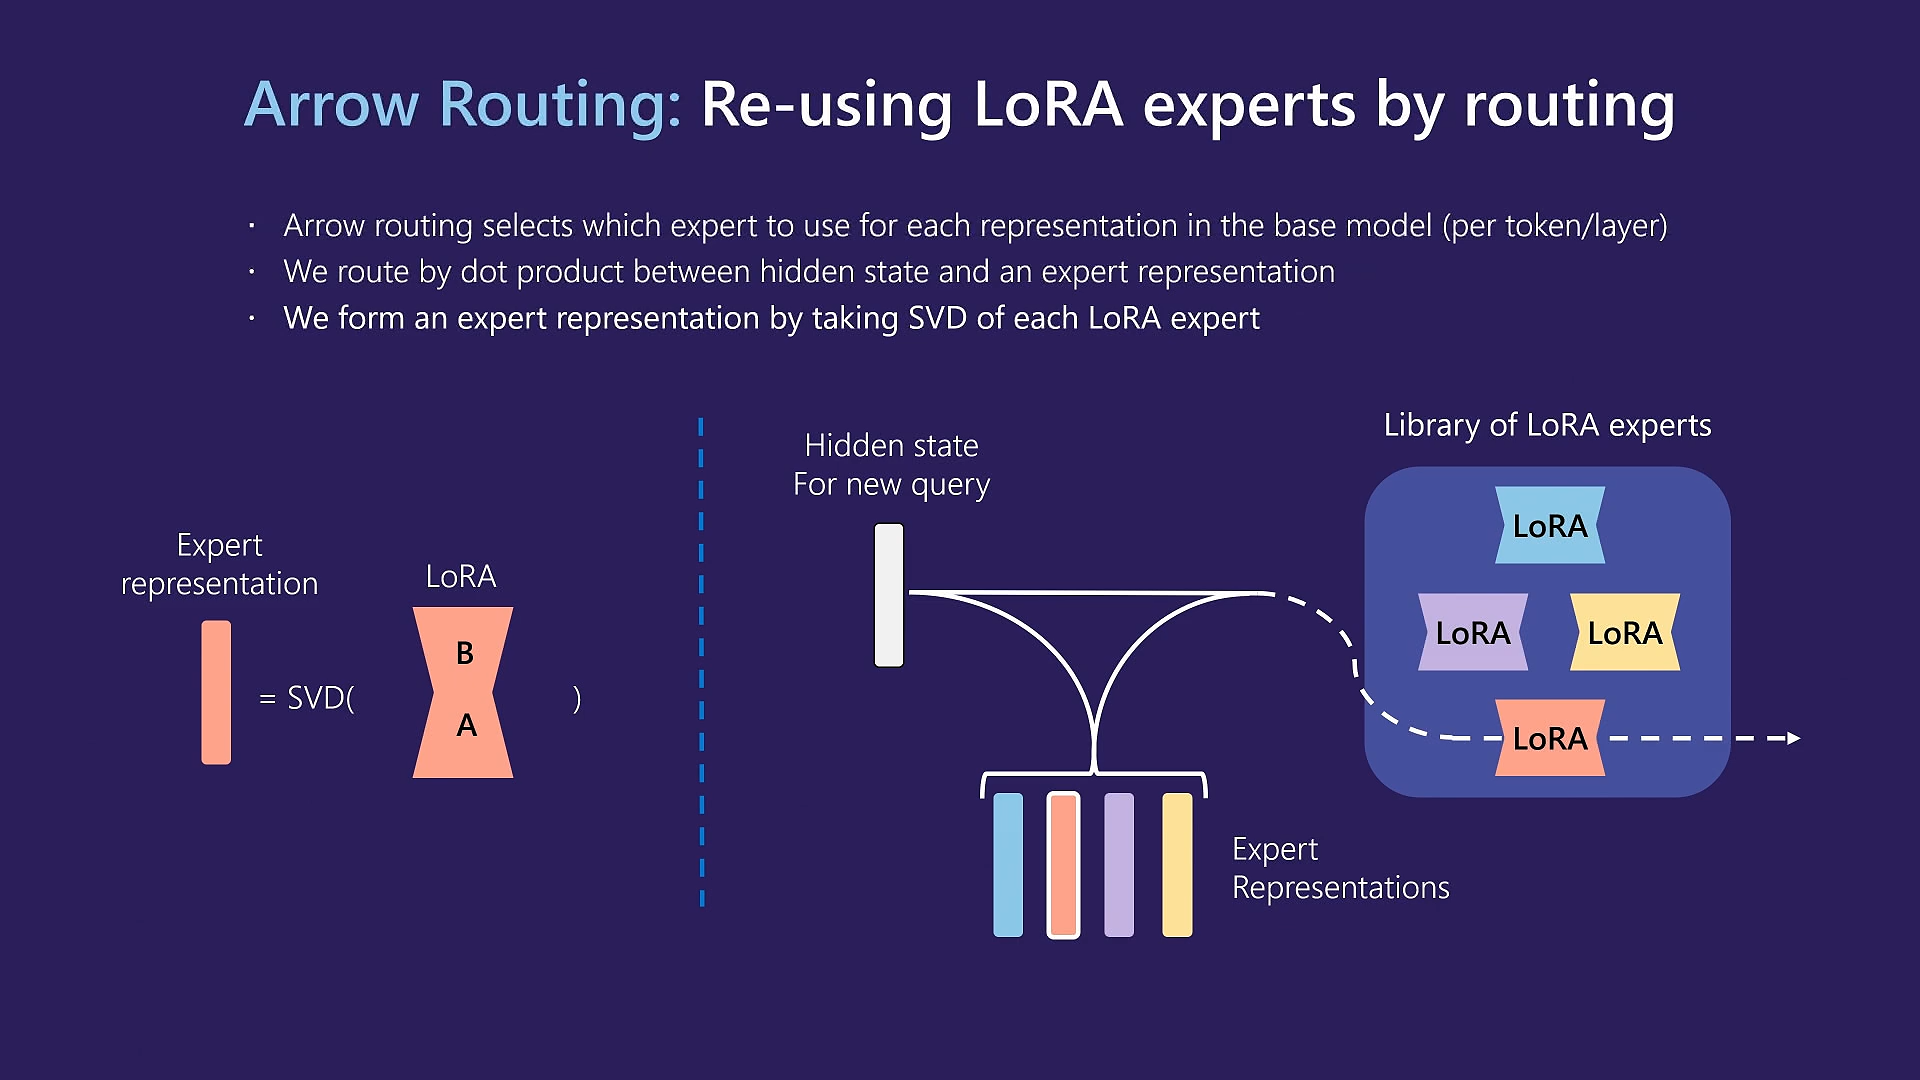 Arrow Routing: Re-using LoRA experts by routing
· Arrow routing selects which expert to use for each representation in the base model (per token/layer)
· We route by dot product between hidden state and an expert representation
· We form an expert representation by taking SVD of each LoRA expert
Expert
representation
= SVD(
LoRA
B
A
)
Hidden state
For new query
Expert
Representations
Library of LoRA experts
LoRA
LoRA
LoRA
LoRA